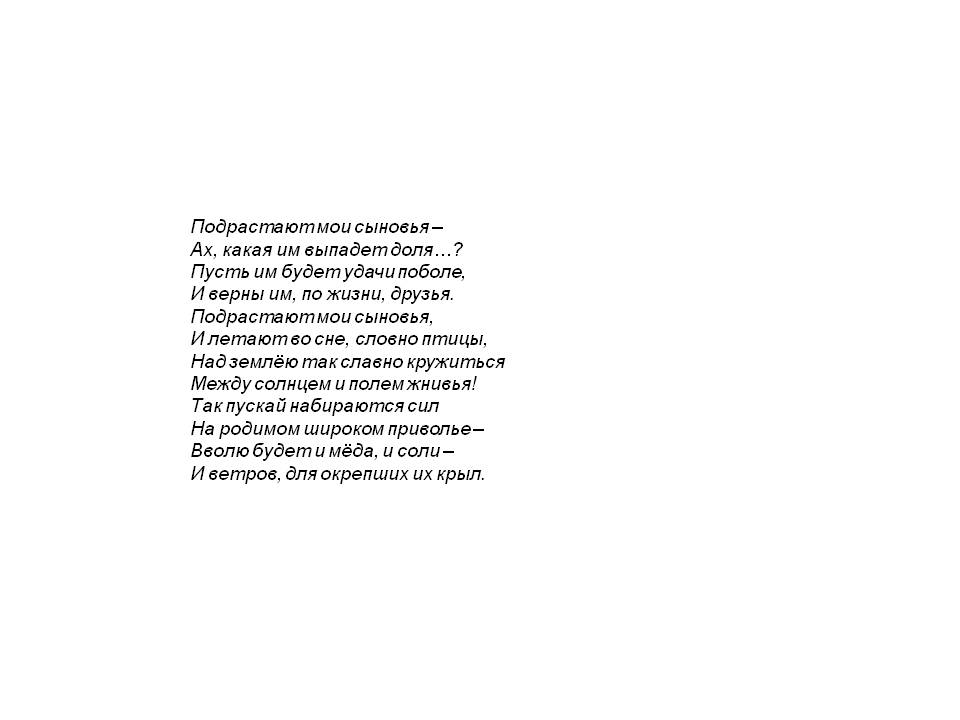 Подрастают мои сыновья –
Ах, какая им выпадет доля…?
Пусть им будет удачи поболе,
И верны им, по жизни, друзья.
Подрастают мои сыновья,
И летают во сне, словно птицы,
Над землёю так славно кружиться
Между солнцем и полем жнивья!
Так пускай набираются сил
На родимом широком приволье –
Вволю будет и мёда, и соли –
И ветров, для окрепших их крыл.